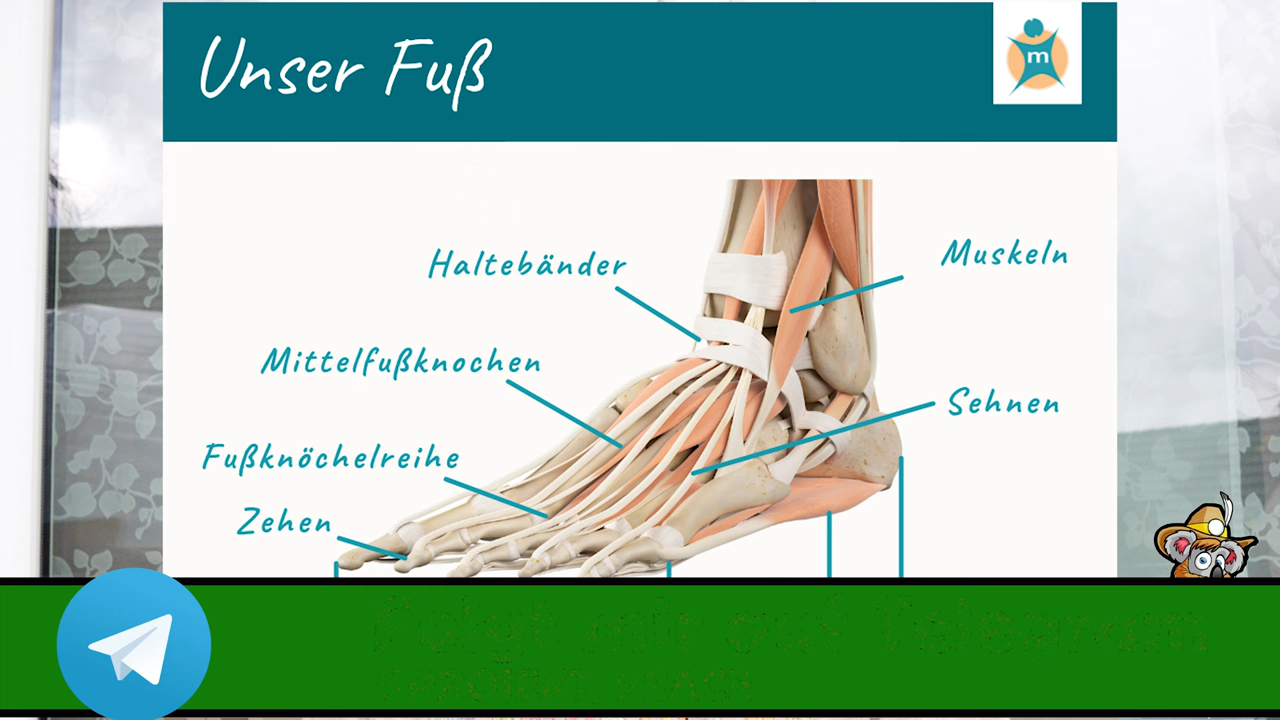 Unser Fuß
m
Haltebänder
Muskeln
Mittelfußknochen
Sehnen
Fußknöchelreihe
Zehen